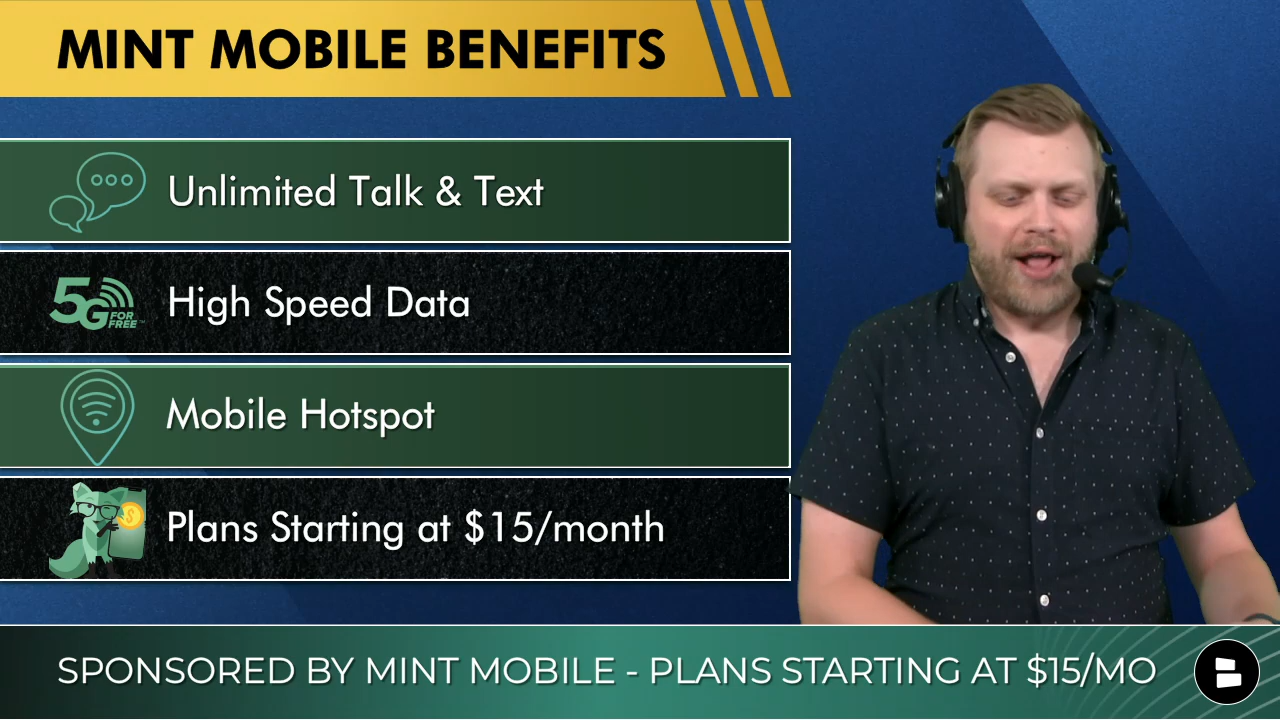 MINT MOBILE BENEFITS
Unlimited Talk & Text
5G FOR FREE™
High Speed Data
Mobile Hotspot
$
Plans Starting at $15/month
SPONSORED BY MINT MOBILE - PLANS STARTING AT $15/MO